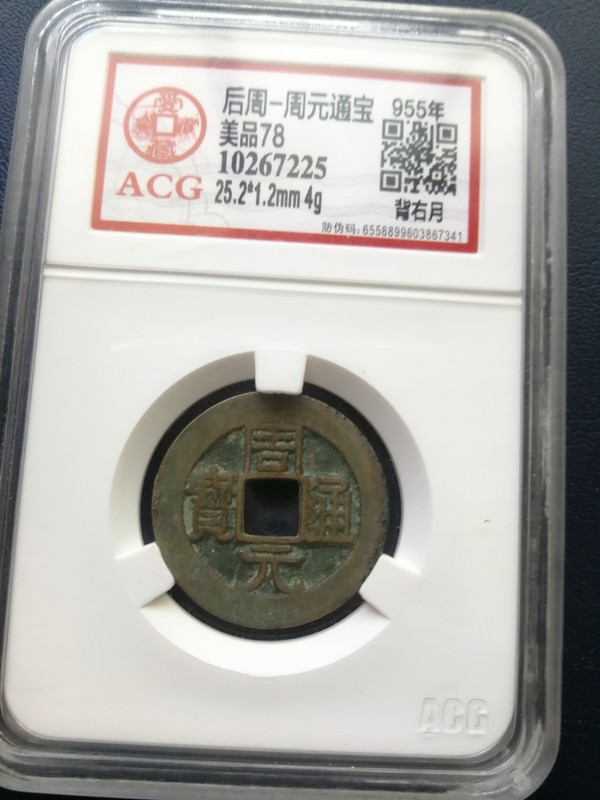 后周-周元通宝 955年
美品78
10267225
ACG 25.2*1.2mm 4g
背右月
防伪码:6558899603867341
周元通寶
ACG